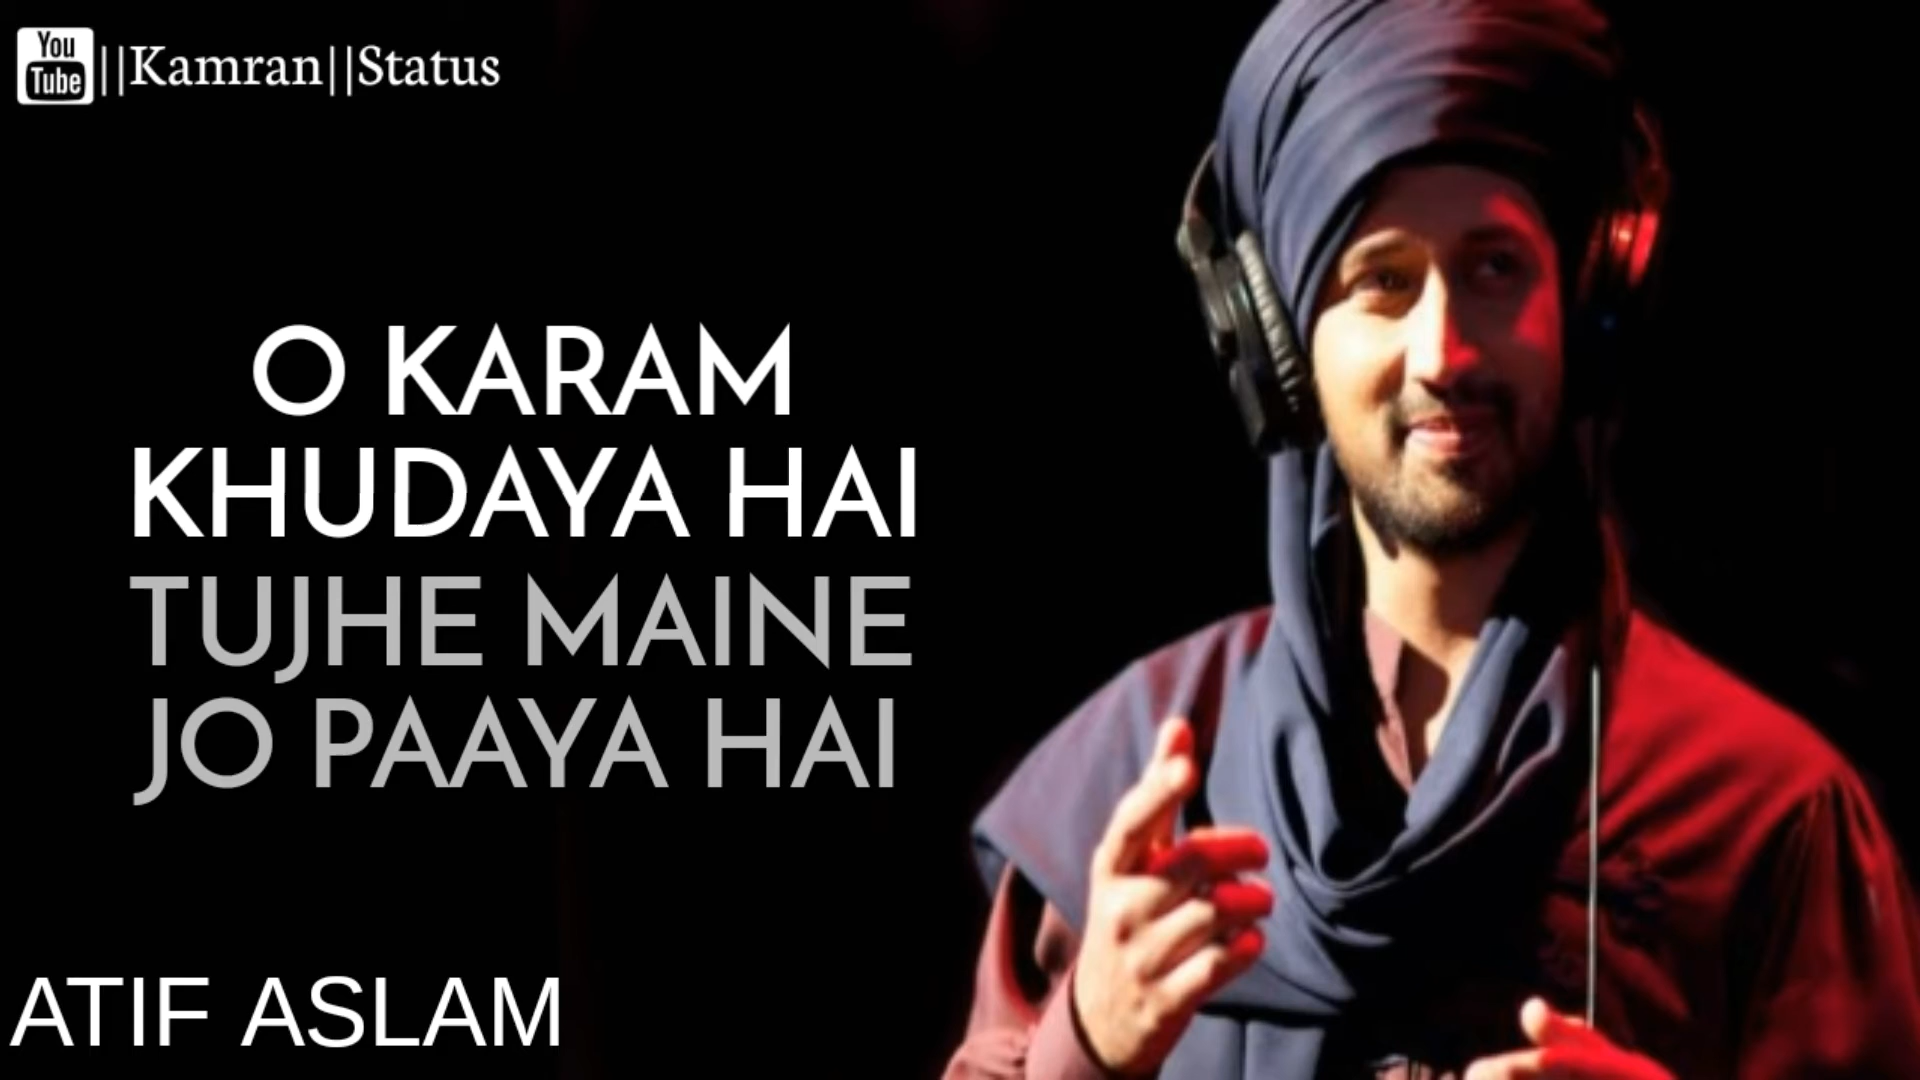 You
Tube ||Kamran||Status
O KARAM
KHUDAYA HAI
TUJHE MAINE
JO PAAYA HAI
ATIF ASLAM